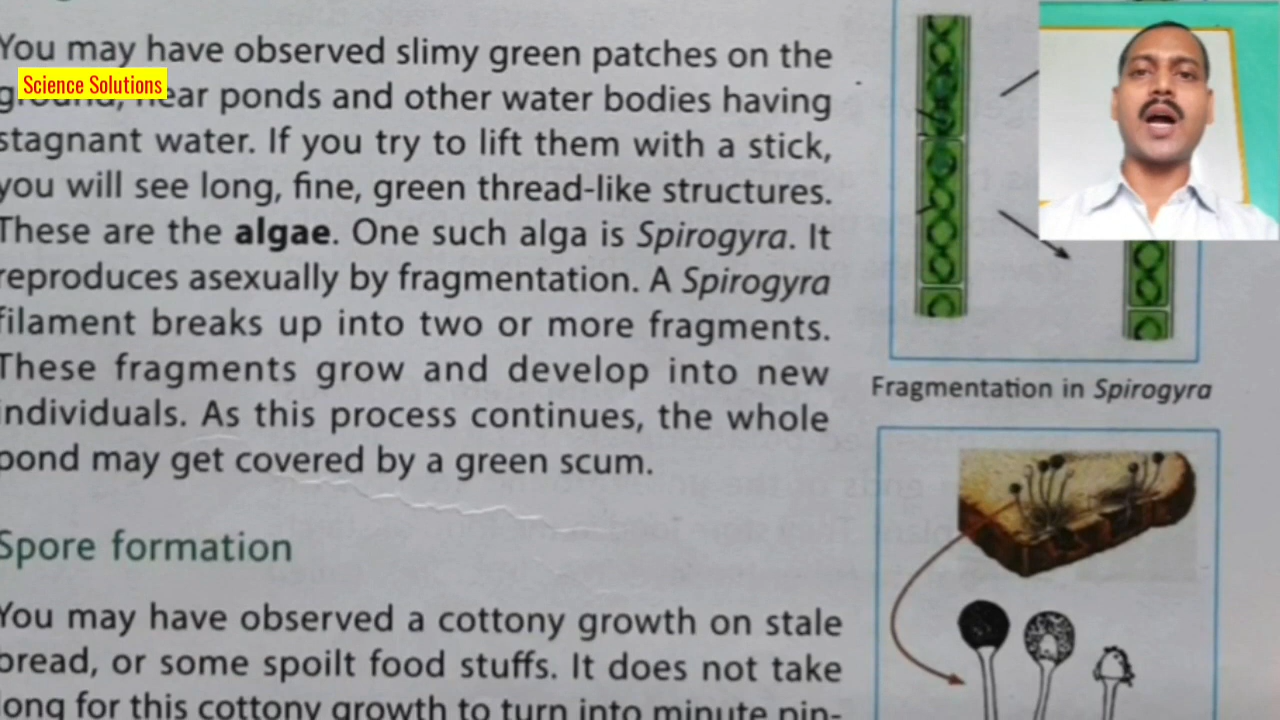 You may have observed slimy green patches on the
Science Solutions
ground, near ponds and other water bodies having
stagnant water. If you try to lift them with a stick,
you will see long, fine, green thread-like structures.
These are the algae. One such alga is Spirogyra. It
reproduces asexually by fragmentation. A Spirogyra
filament breaks up into two or more fragments.
These fragments grow and develop into new
individuals. As this process continues, the whole
pond may get covered by a green scum.
Fragmentation in Spirogyra
Spore formation
You may have observed a cottony growth on stale
bread, or some spoilt food stuffs. It does not take
long for this cottony growth to turn into minute pin-